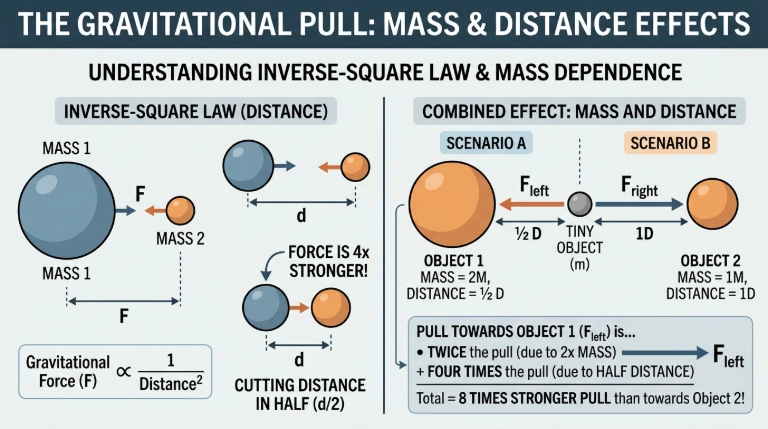 THE GRAVITATIONAL PULL: MASS & DISTANCE EFFECTS
UNDERSTANDING INVERSE-SQUARE LAW & MASS DEPENDENCE
INVERSE-SQUARE LAW (DISTANCE)
MASS 1
F
MASS 2
MASS 1
F
Gravitational
Force (F) ∝ 1 / Distance²
d
FORCE IS 4x
STRONGER!
d
CUTTING DISTANCE
IN HALF (d/2)
COMBINED EFFECT: MASS AND DISTANCE
SCENARIO A
SCENARIO B
F_left
F_right
½ D
TINY
OBJECT
(m)
1D
OBJECT 1
MASS = 2M,
DISTANCE = ½ D
OBJECT 2
MASS = 1M,
DISTANCE = 1D
PULL TOWARDS OBJECT 1 (F_left) is...
• TWICE the pull (due to 2x MASS)
F_left
+ FOUR TIMES the pull (due to HALF DISTANCE)
Total = 8 TIMES STRONGER PULL than towards Object 2!